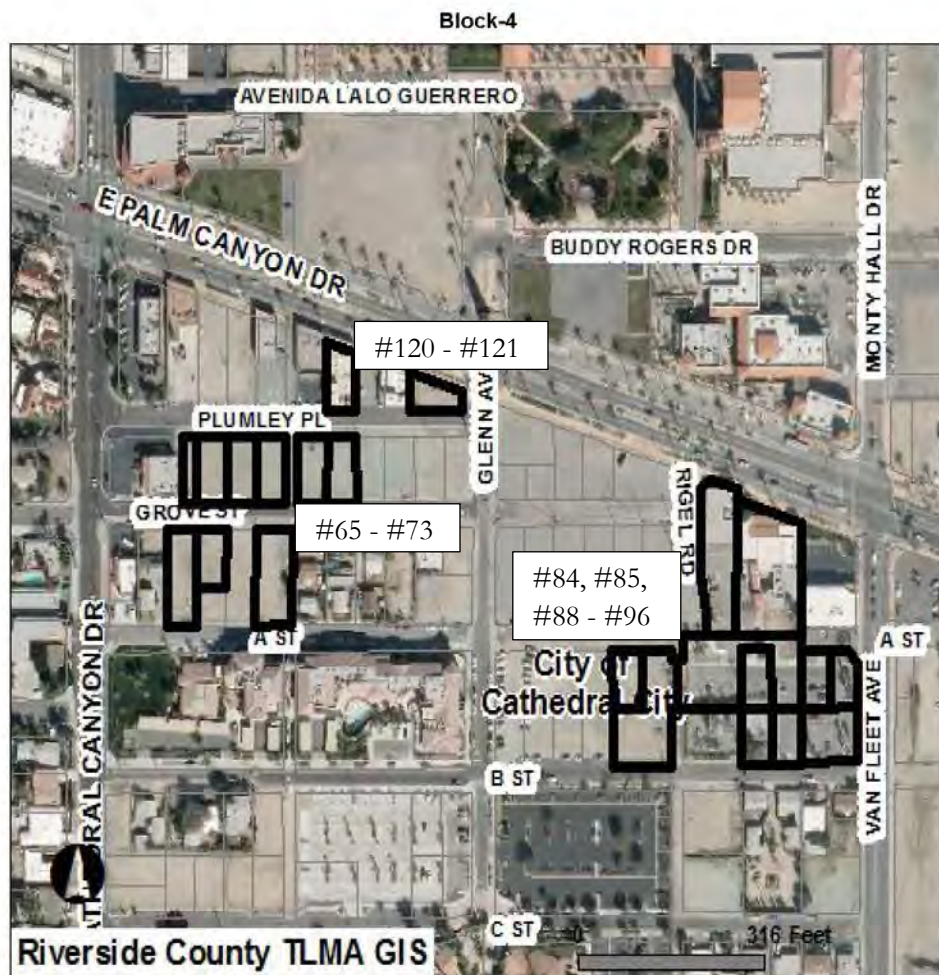 Block-4
AVENIDA LALO GUERRERO
E PALM CANYON DR
BUDDY ROGERS DR
MONTY HALL DR
#120 - #121
PLUMLEY PL
GLENN AV
GROVE ST
#65 - #73
RIGEL RD
#84, #85,
#88 - #96
A ST
A ST
City of
Cathedral City
CATHEDRAL CANYON DR
VAN FLEET AVE
B ST
C ST
0
316 Feet
Riverside County TLMA GIS